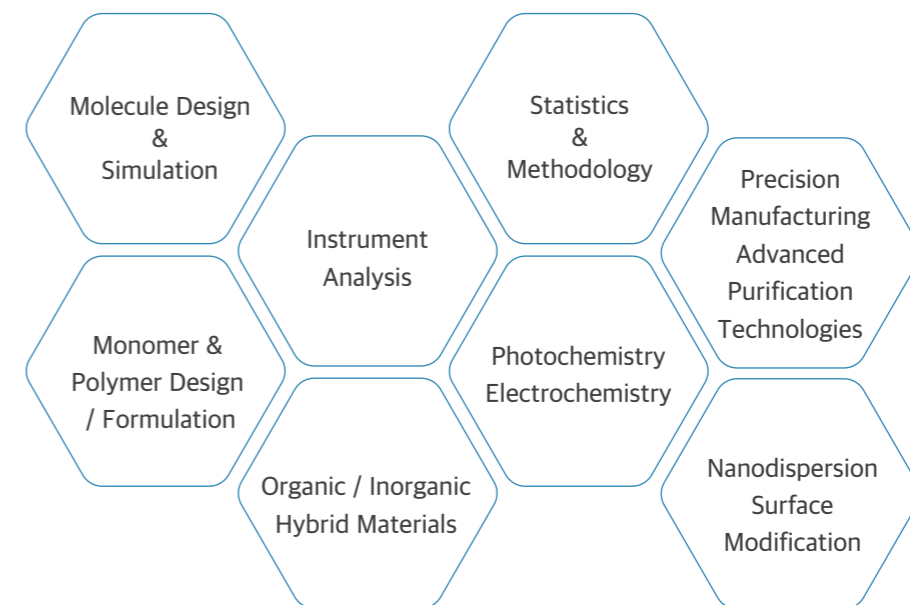 Molecule Design
&
Simulation
Statistics
&
Methodology
Instrument
Analysis
Precision
Manufacturing
Advanced
Purification
Technologies
Monomer &
Polymer Design
/ Formulation
Photochemistry
Electrochemistry
Organic / Inorganic
Hybrid Materials
Nanodispersion
Surface
Modification